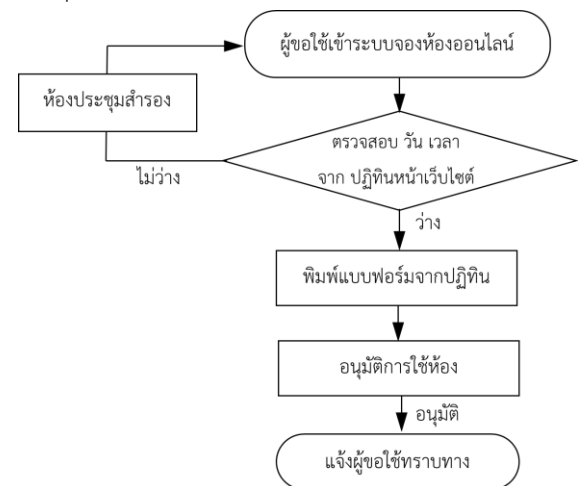 ผู้ขอใช้เข้าระบบจองห้องออนไลน์
ห้องประชุมสำรอง
ตรวจสอบ วัน เวลา
จาก ปฏิทินหน้าเว็บไซต์
ไม่ว่าง
ว่าง
พิมพ์แบบฟอร์มจากปฏิทิน
อนุมัติการใช้ห้อง
อนุมัติ
แจ้งผู้ขอใช้ทราบทาง